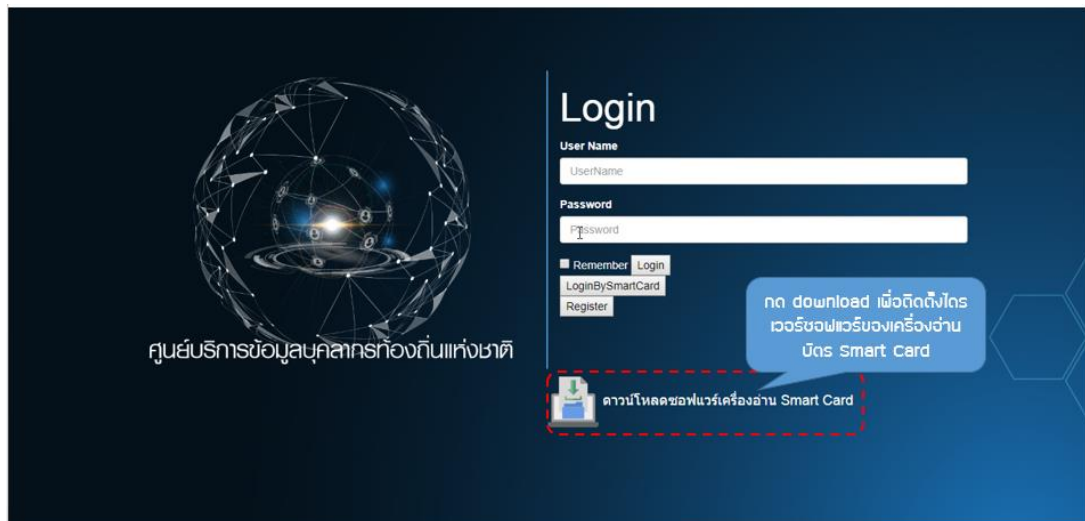 Login
User Name
UserName
Password
Password
Remember Login
LoginBySmartCard
Register
กด download เพื่อติดตั้งไดร
เวอร์ซอฟแวร์ของเครื่องอ่าน
บัตร Smart Card
ศูนย์บริการข้อมูลบุคลากรท้องถิ่นแห่งชาติ
ดาวน์โหลดซอฟแวร์เครื่องอ่าน Smart Card